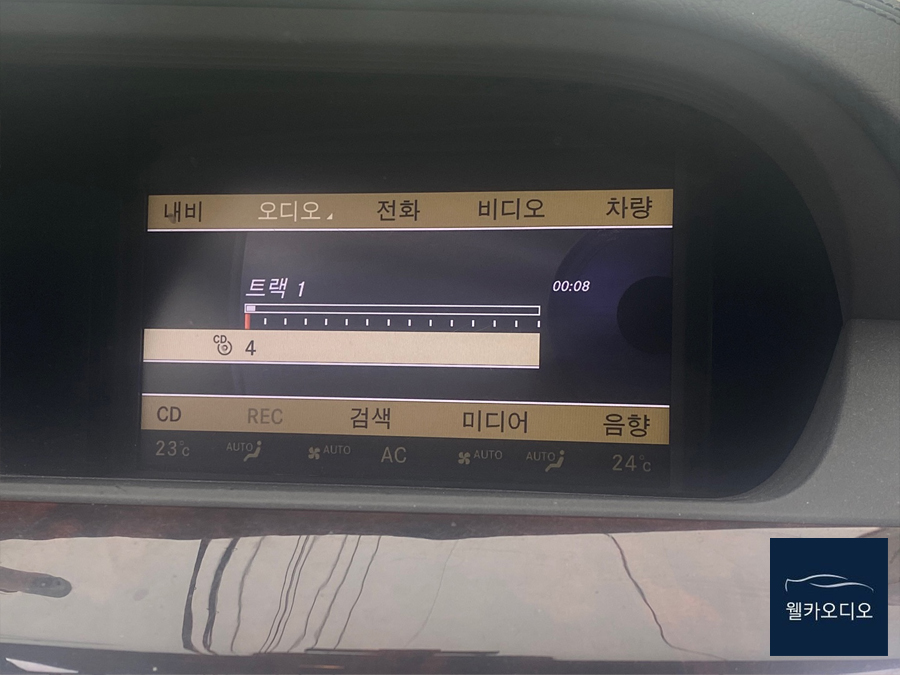 내비 오디오 전화 비디오 차량
트랙 1 00:08
CD 4
CD REC 검색 미디어 음향
23°C AUTO AUTO AC AUTO AUTO 24°C
웰카오디오